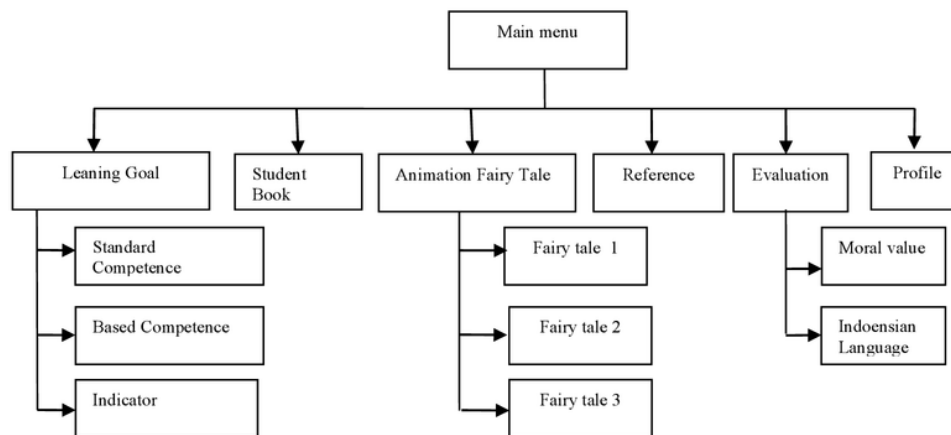 Main menu
Leaning Goal
Student
Book
Animation Fairy Tale
Reference
Evaluation
Profile
Standard
Competence
Fairy tale 1
Moral value
Based Competence
Fairy tale 2
Indoensian
Language
Indicator
Fairy tale 3